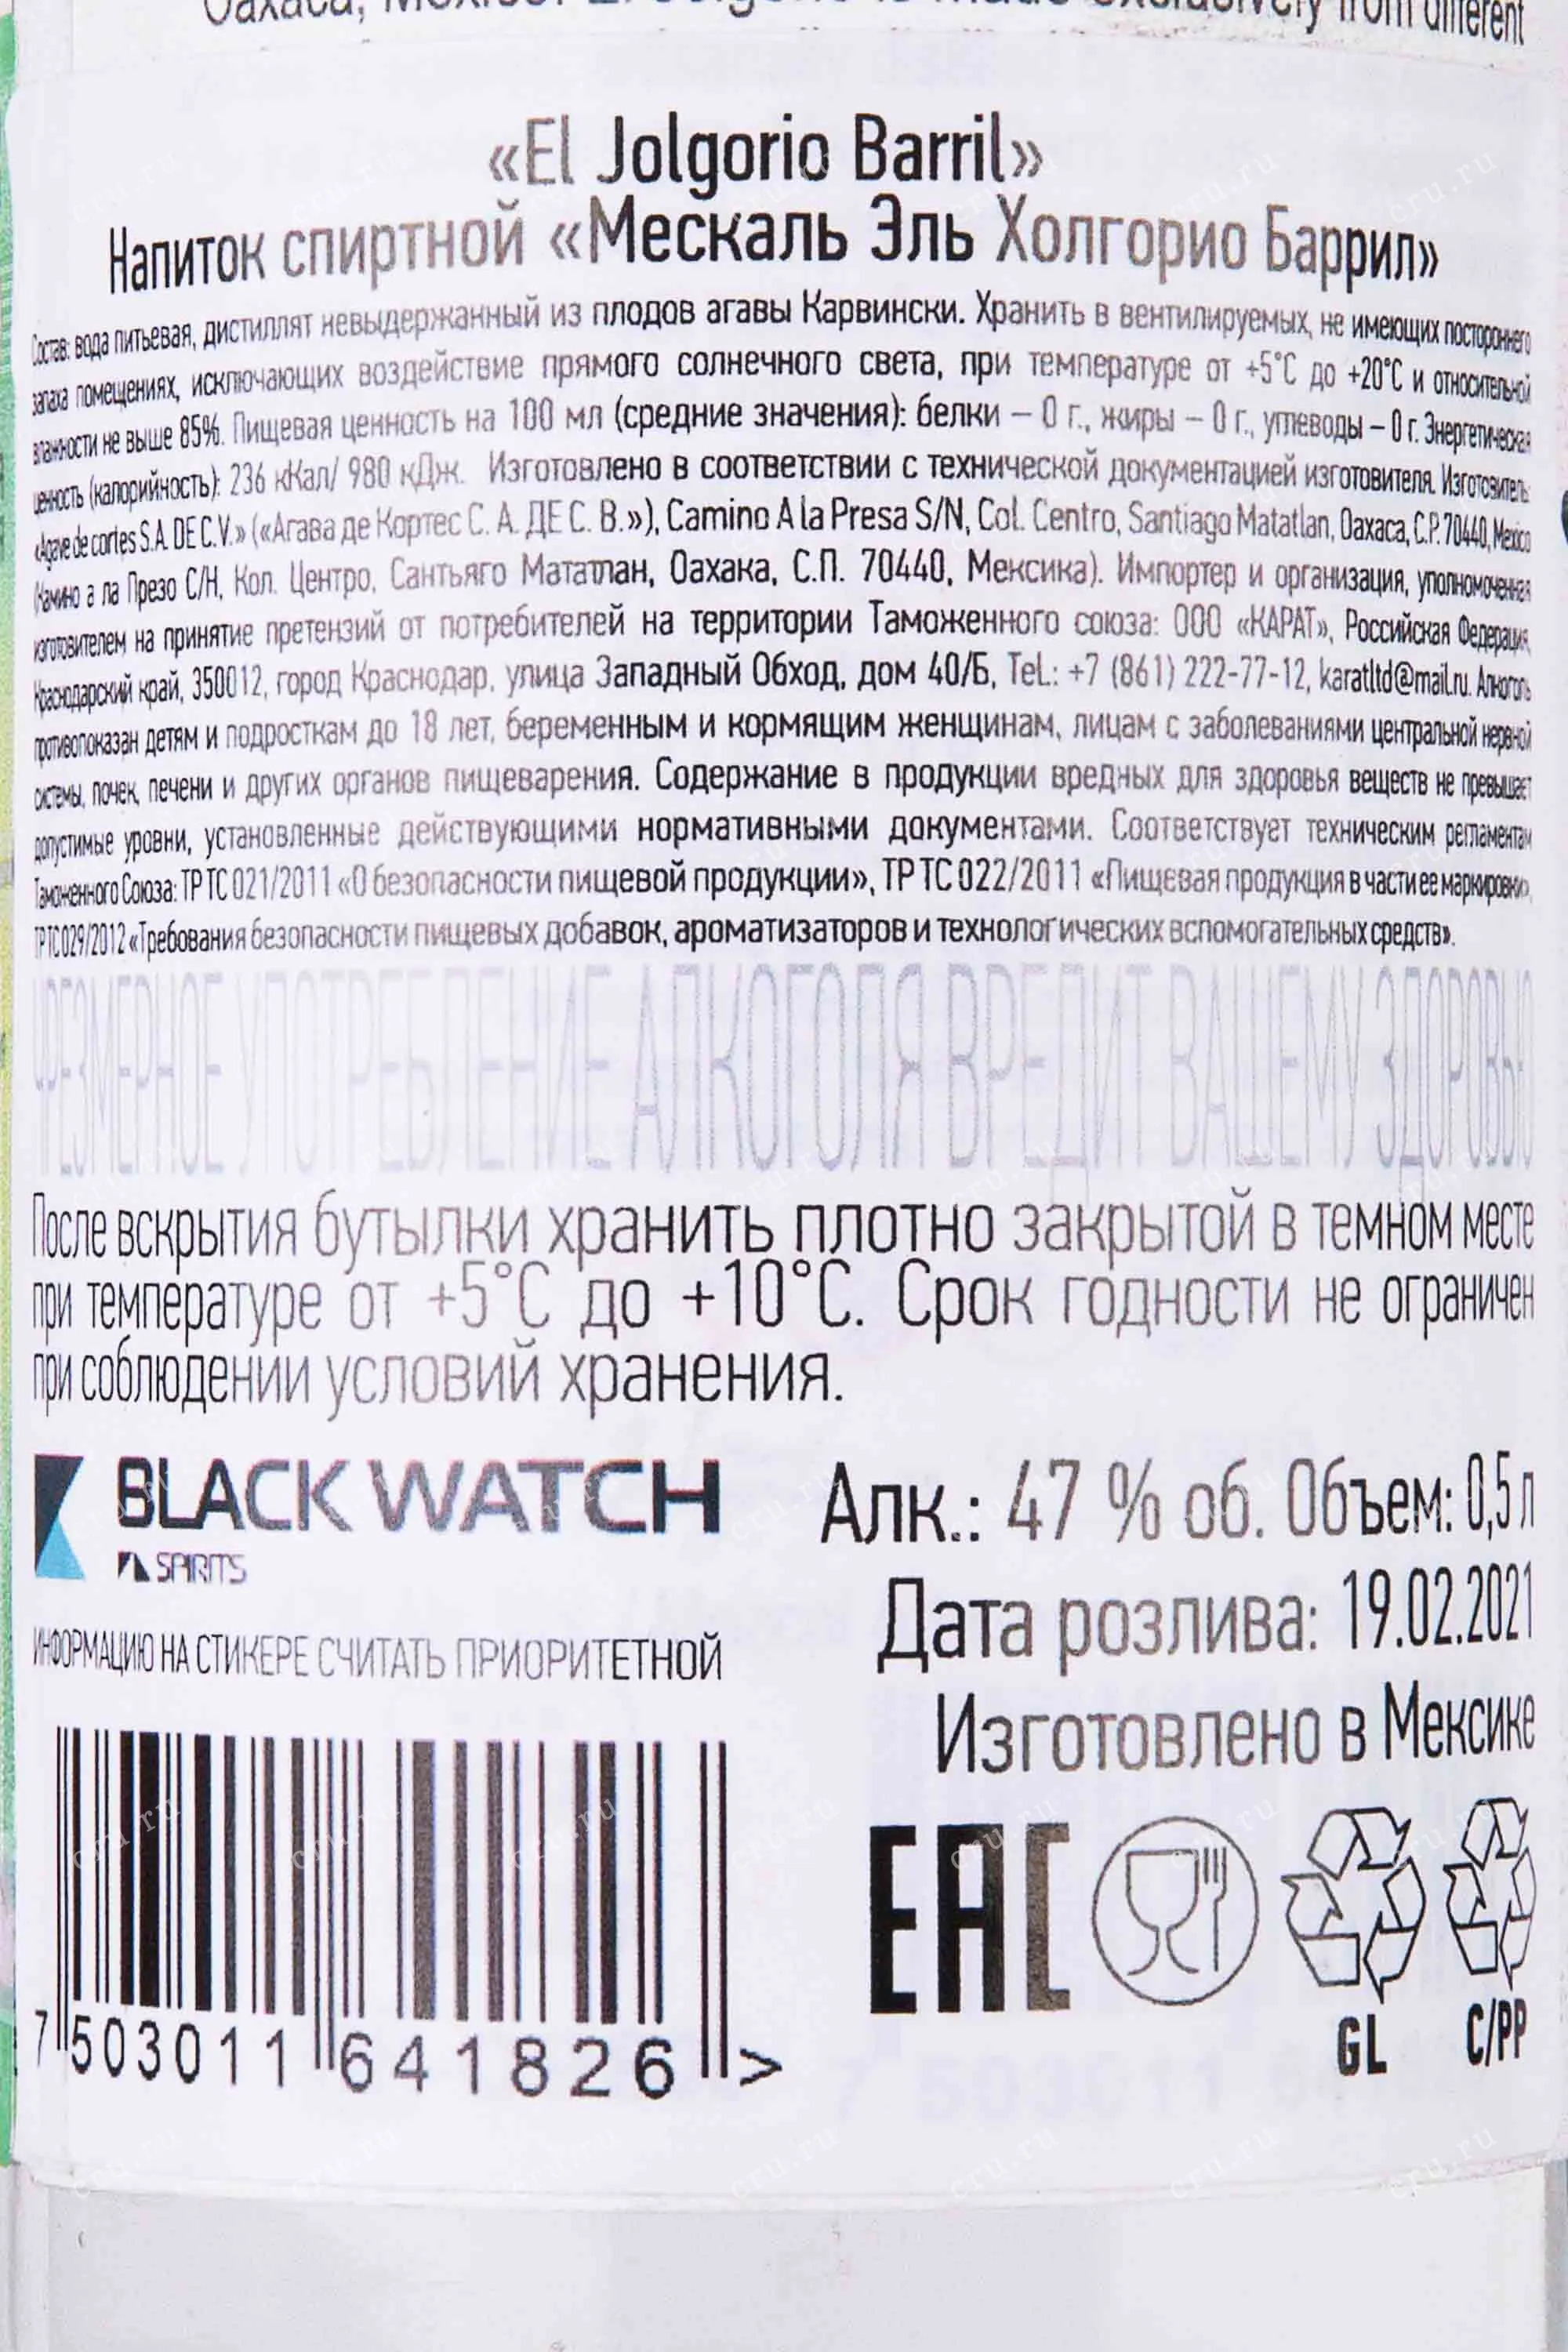 Oaxaca, Mexico. El Jolgorio is made exclusively from different
«El Jolgorio Barril»
Напиток спиртной «Мескаль Эль Холгорио Баррил»
Состав: вода питьевая, дистиллят невыдержанный из плодов агавы Карвински. Хранить в вентилируемых, не имеющих постороннего
запаха помещениях, исключающих воздействие прямого солнечного света, при температуре от +5°С до +20°С и относительной
влажности не выше 85%. Пищевая ценность на 100 мл (средние значения): белки – 0 г., жиры – 0 г., углеводы – 0 г. Энергетическая
ценность (калорийность): 236 кКал/ 980 кДж. Изготовлено в соответствии с технической документацией изготовителя. Изготовитель:
«Agave de cortes S.A. DE C.V.» («Агава де Кортес С. А. ДЕ С. В.»), Camino A la Presa S/N, Col. Centro, Santiago Matatlan, Oaxaca, C.P. 70440, Mexico
(Камино а ла Презо С/Н, Кол. Центро, Сантьяго Мататлан, Оахака, С.П. 70440, Мексика). Импортер и организация, уполномоченная
изготовителем на принятие претензий от потребителей на территории Таможенного союза: ООО «КАРАТ», Российская Федерация,
Краснодарский край, 350012, город Краснодар, улица Западный Обход, дом 40/Б, Tel.: +7 (861) 222-77-12, karatltd@mail.ru. Алкоголь
противопоказан детям и подросткам до 18 лет, беременным и кормящим женщинам, лицам с заболеваниями центральной нервной
системы, почек, печени и других органов пищеварения. Содержание в продукции вредных для здоровья веществ не превышает
допустимые уровни, установленные действующими нормативными документами. Соответствует техническим регламентам
Таможенного Союза: ТР ТС 021/2011 «О безопасности пищевой продукции», ТР ТС 022/2011 «Пищевая продукция в части ее маркировки»,
ТР ТС 029/2012 «Требования безопасности пищевых добавок, ароматизаторов и технологических вспомогательных средств».
ЧРЕЗМЕРНОЕ УПОТРЕБЛЕНИЕ АЛКОГОЛЯ ВРЕДИТ ВАШЕМУ ЗДОРОВЬЮ
После вскрытия бутылки хранить плотно закрытой в темном месте
при температуре от +5°С до +10°С. Срок годности не ограничен
при соблюдении условий хранения.
BLACK WATCH
SPIRITS
ИНФОРМАЦИЮ НА СТИКЕРЕ СЧИТАТЬ ПРИОРИТЕТНОЙ
Алк.: 47 % об. Объем: 0,5 л
Дата розлива: 19.02.2021
Изготовлено в Мексике
EAC
GL
C/PP
7 503011 641826 >
cru.ru